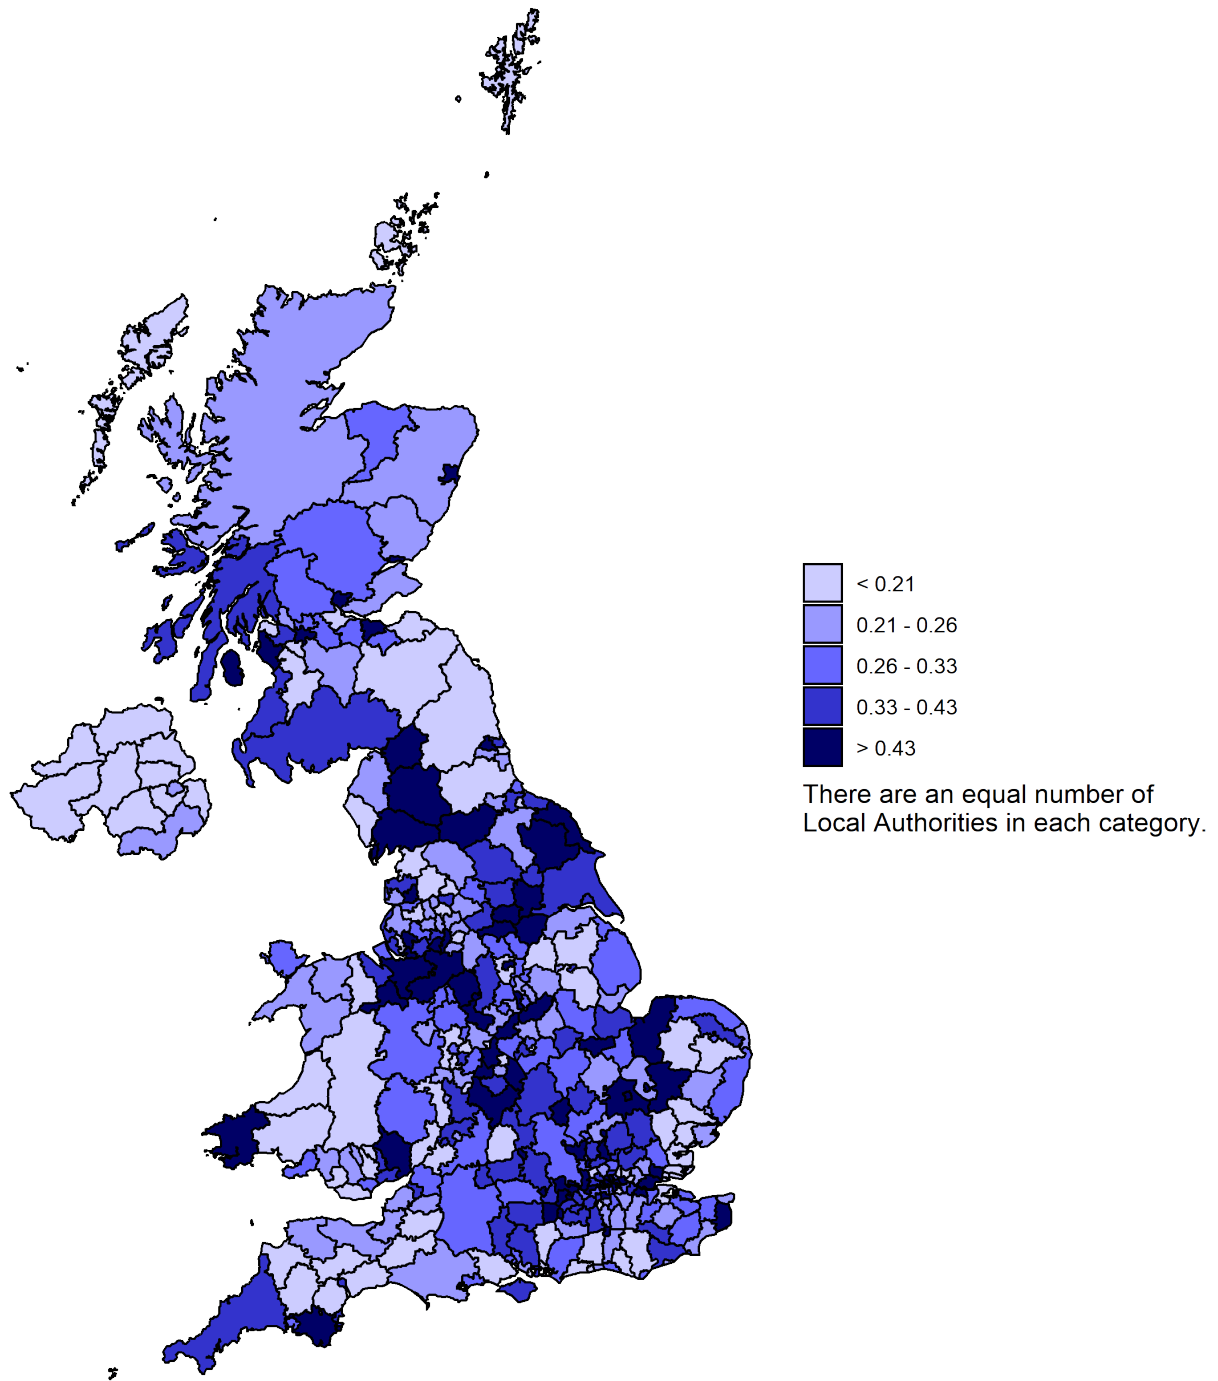 < 0.21
0.21 - 0.26
0.26 - 0.33
0.33 - 0.43
> 0.43
There are an equal number of
Local Authorities in each category.